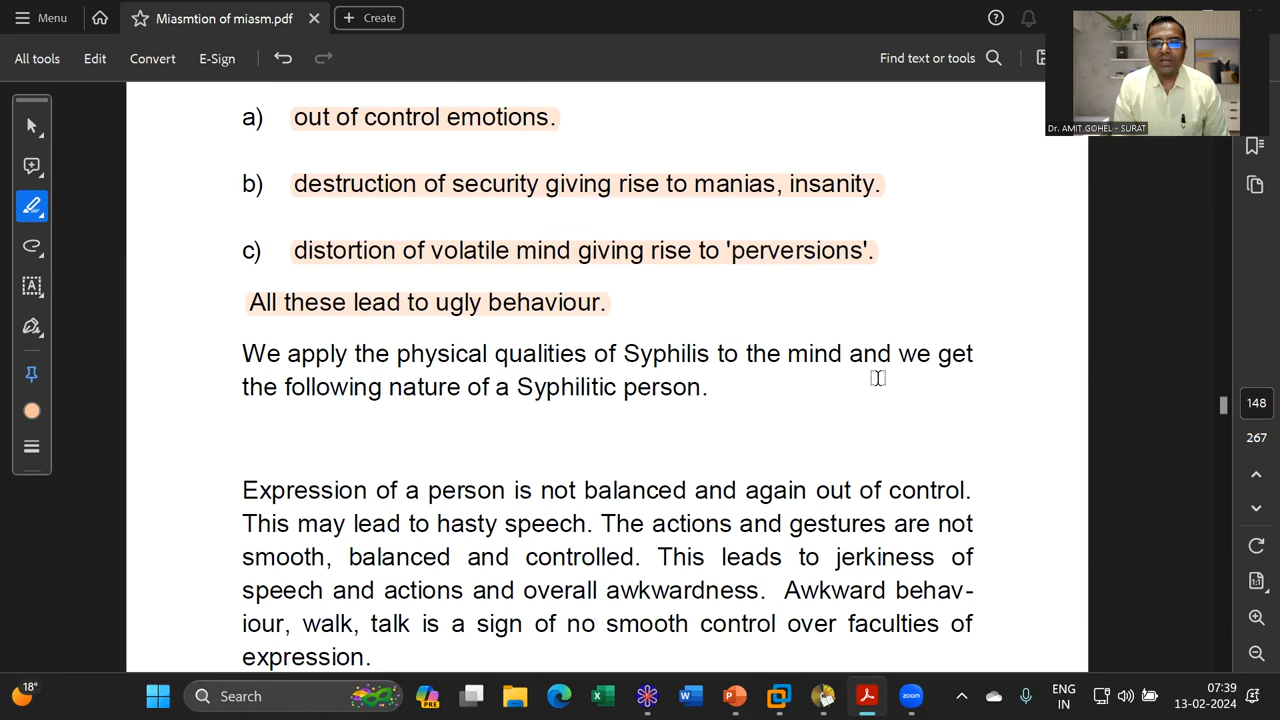 Menu
Miasmtion of miasm.pdf
Create
All tools
Edit
Convert
E-Sign
Find text or tools
Dr. AMIT GOHEL - SURAT
a) out of control emotions.
b) destruction of security giving rise to manias, insanity.
c) distortion of volatile mind giving rise to 'perversions'.
All these lead to ugly behaviour.
We apply the physical qualities of Syphilis to the mind and we get
the following nature of a Syphilitic person.
Expression of a person is not balanced and again out of control.
This may lead to hasty speech. The actions and gestures are not
smooth, balanced and controlled. This leads to jerkiness of
speech and actions and overall awkwardness. Awkward behav-
iour, walk, talk is a sign of no smooth control over faculties of
expression.
148
267
18°
Search
PRE
zoom
ENG
IN
07:39
13-02-2024